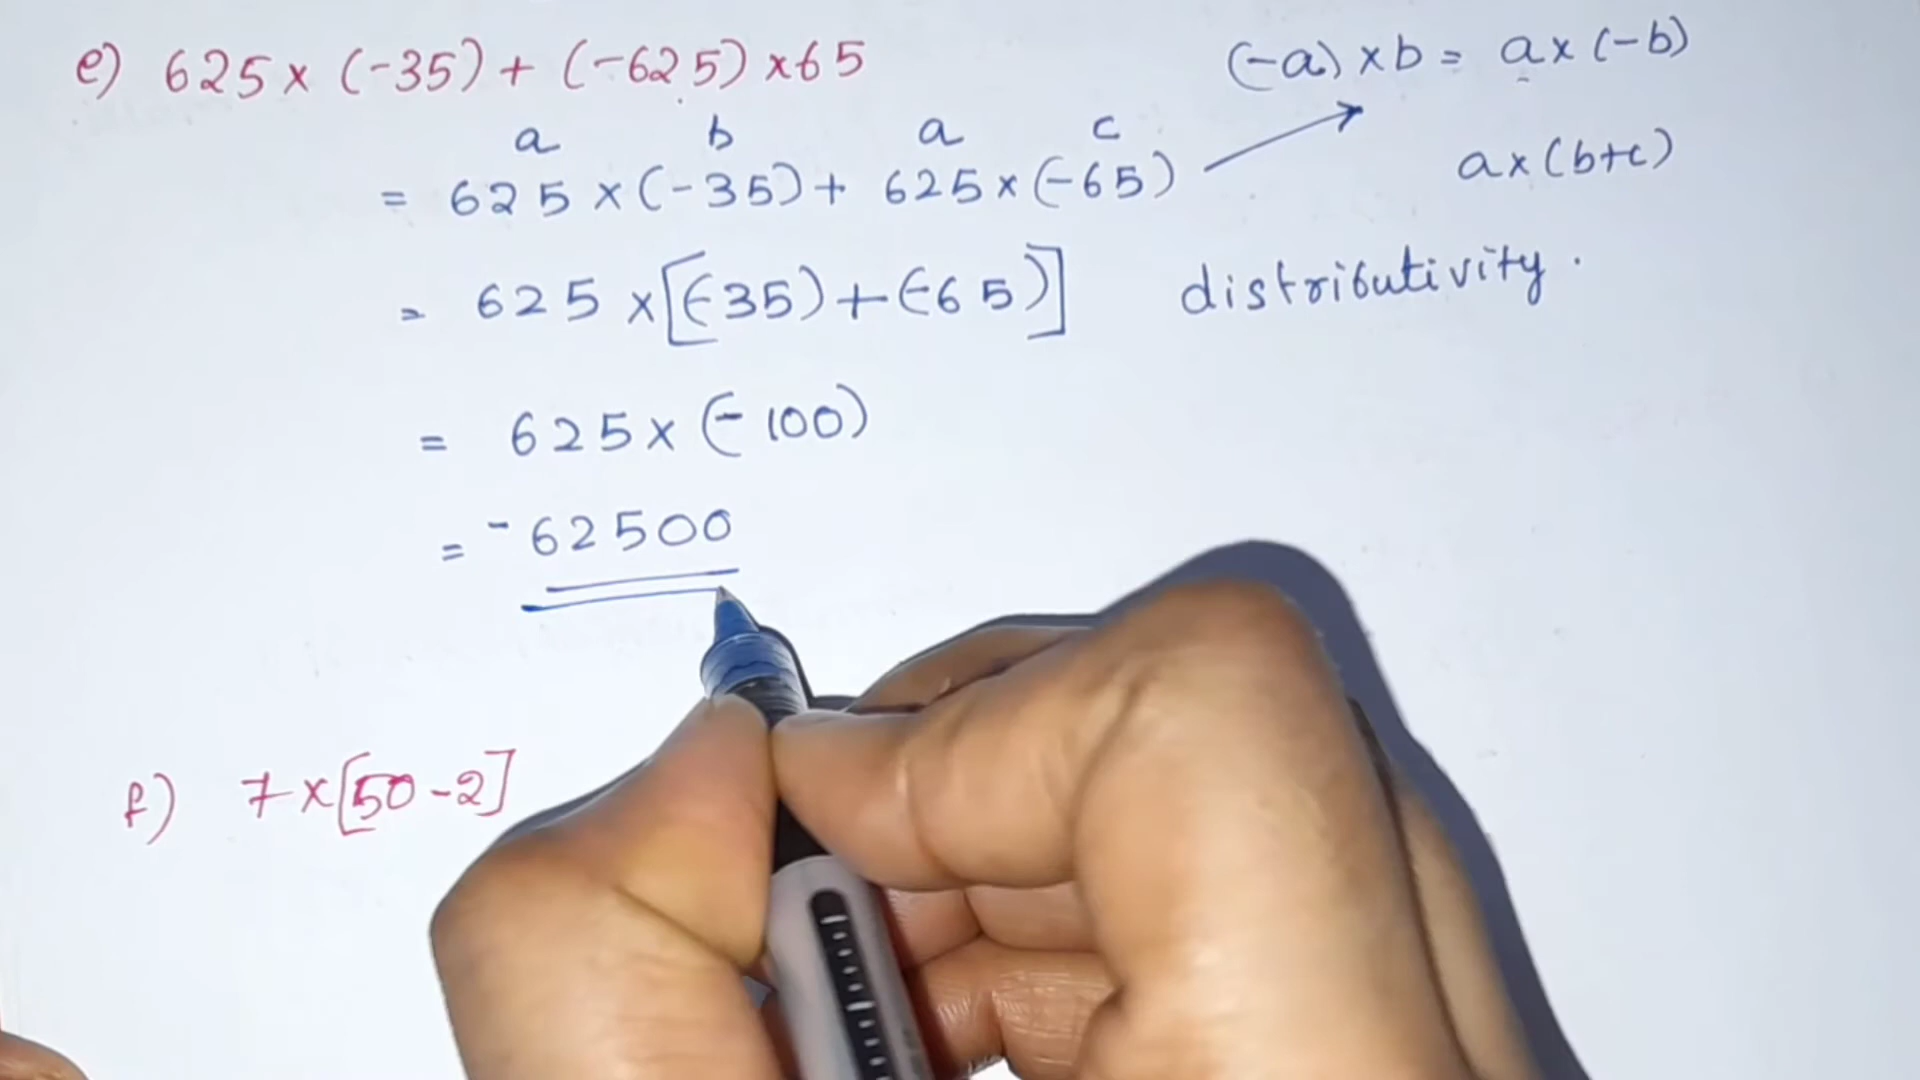 e) 625 × (-35) + (-625) × 65
(-a) × b = a × (-b)
a b a c
= 625 × (-35) + 625 × (-65)
a × (b+c)
= 625 × [(-35) + (-65)]
distributivity.
= 625 × (-100)
= -62500
f) 7 × [50 - 2]